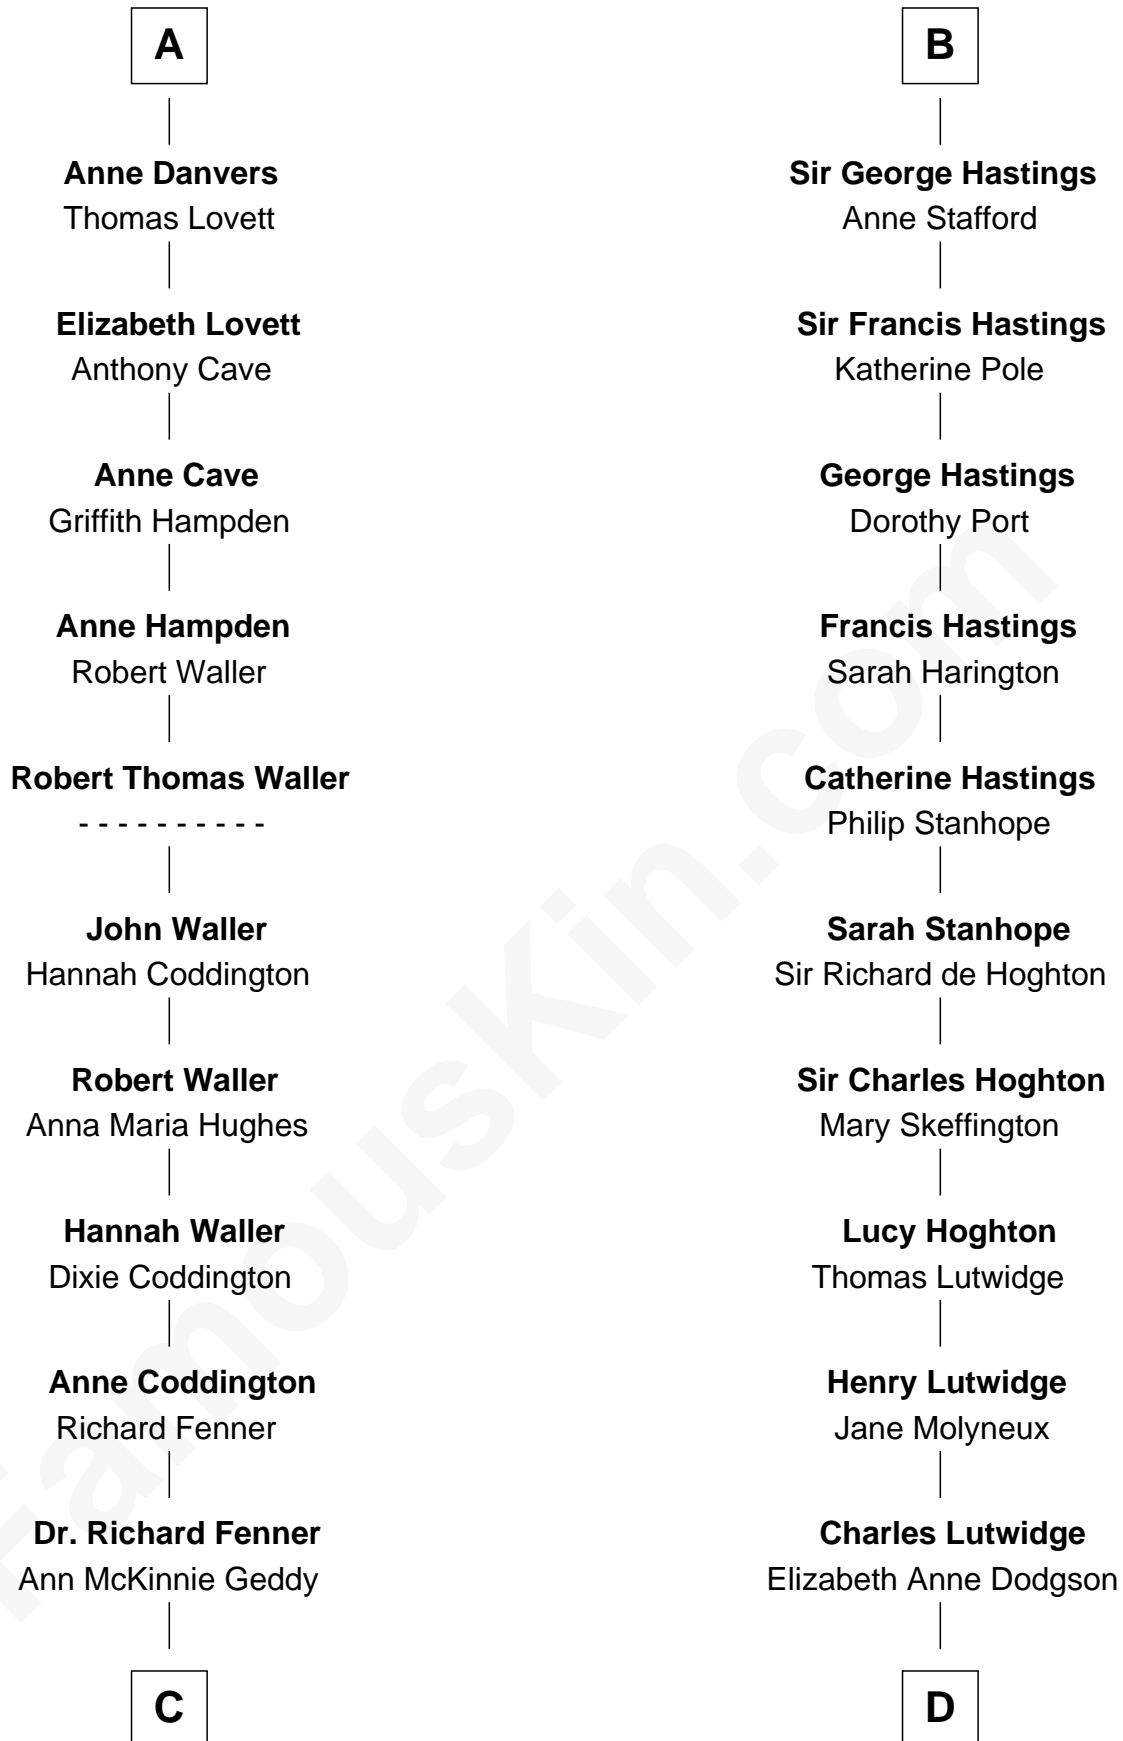 A
Anne Danvers
Thomas Lovett
Elizabeth Lovett
Anthony Cave
Anne Cave
Griffith Hampden
Anne Hampden
Robert Waller
Robert Thomas Waller
- - - - - - - - - -
John Waller
Hannah Coddington
Robert Waller
Anna Maria Hughes
Hannah Waller
Dixie Coddington
Anne Coddington
Richard Fenner
Dr. Richard Fenner
Ann McKinnie Geddy
C
B
Sir George Hastings
Anne Stafford
Sir Francis Hastings
Katherine Pole
George Hastings
Dorothy Port
Francis Hastings
Sarah Harington
Catherine Hastings
Philip Stanhope
Sarah Stanhope
Sir Richard de Hoghton
Sir Charles Hoghton
Mary Skeffington
Lucy Hoghton
Thomas Lutwidge
Henry Lutwidge
Jane Molyneux
Charles Lutwidge
Elizabeth Anne Dodgson
D
FamousKin.com